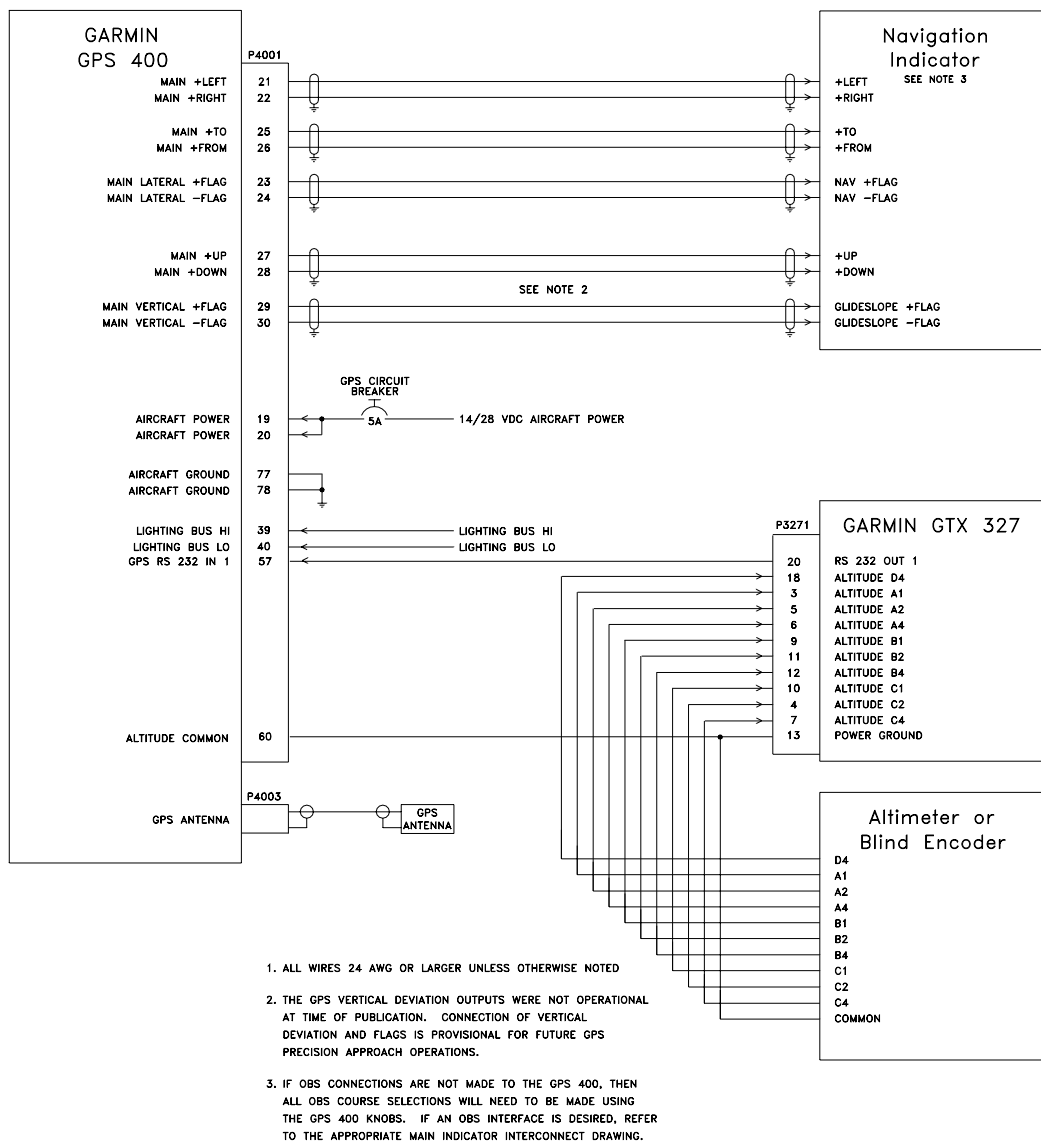 GARMIN
GPS 400
P4001
MAIN +LEFT 21
MAIN +RIGHT 22
MAIN +TO 25
MAIN +FROM 26
MAIN LATERAL +FLAG 23
MAIN LATERAL -FLAG 24
MAIN +UP 27
MAIN +DOWN 28
MAIN VERTICAL +FLAG 29
MAIN VERTICAL -FLAG 30
AIRCRAFT POWER 19
AIRCRAFT POWER 20
AIRCRAFT GROUND 77
AIRCRAFT GROUND 78
LIGHTING BUS HI 39
LIGHTING BUS LO 40
GPS RS 232 IN 1 57
ALTITUDE COMMON 60
P4003
GPS ANTENNA
GPS
ANTENNA
SEE NOTE 2
GPS CIRCUIT
BREAKER
5A
14/28 VDC AIRCRAFT POWER
LIGHTING BUS HI
LIGHTING BUS LO
Navigation
Indicator
SEE NOTE 3
+LEFT
+RIGHT
+TO
+FROM
NAV +FLAG
NAV -FLAG
+UP
+DOWN
GLIDESLOPE +FLAG
GLIDESLOPE -FLAG
P3271
GARMIN GTX 327
20 RS 232 OUT 1
18 ALTITUDE D4
3 ALTITUDE A1
5 ALTITUDE A2
6 ALTITUDE A4
9 ALTITUDE B1
11 ALTITUDE B2
12 ALTITUDE B4
10 ALTITUDE C1
4 ALTITUDE C2
7 ALTITUDE C4
13 POWER GROUND
Altimeter or
Blind Encoder
D4
A1
A2
A4
B1
B2
B4
C1
C2
C4
COMMON
1. ALL WIRES 24 AWG OR LARGER UNLESS OTHERWISE NOTED
2. THE GPS VERTICAL DEVIATION OUTPUTS WERE NOT OPERATIONAL
AT TIME OF PUBLICATION. CONNECTION OF VERTICAL
DEVIATION AND FLAGS IS PROVISIONAL FOR FUTURE GPS
PRECISION APPROACH OPERATIONS.
3. IF OBS CONNECTIONS ARE NOT MADE TO THE GPS 400, THEN
ALL OBS COURSE SELECTIONS WILL NEED TO BE MADE USING
THE GPS 400 KNOBS. IF AN OBS INTERFACE IS DESIRED, REFER
TO THE APPROPRIATE MAIN INDICATOR INTERCONNECT DRAWING.